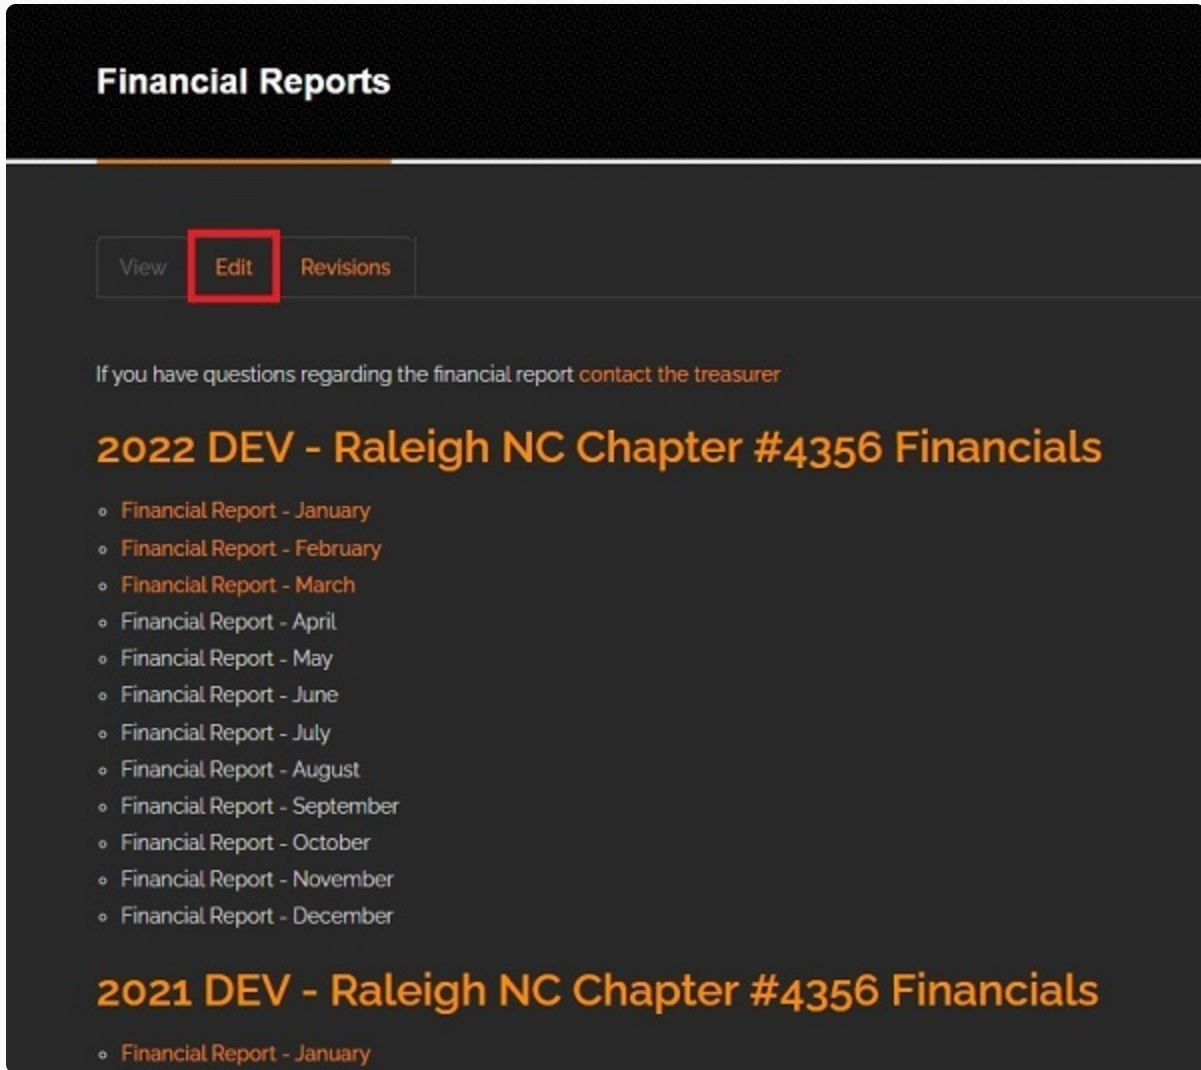 Financial Reports
View Edit Revisions
If you have questions regarding the financial report contact the treasurer
2022 DEV - Raleigh NC Chapter #4356 Financials
Financial Report - January
Financial Report - February
Financial Report - March
Financial Report - April
Financial Report - May
Financial Report - June
Financial Report - July
Financial Report - August
Financial Report - September
Financial Report - October
Financial Report - November
Financial Report - December
2021 DEV - Raleigh NC Chapter #4356 Financials
Financial Report - January